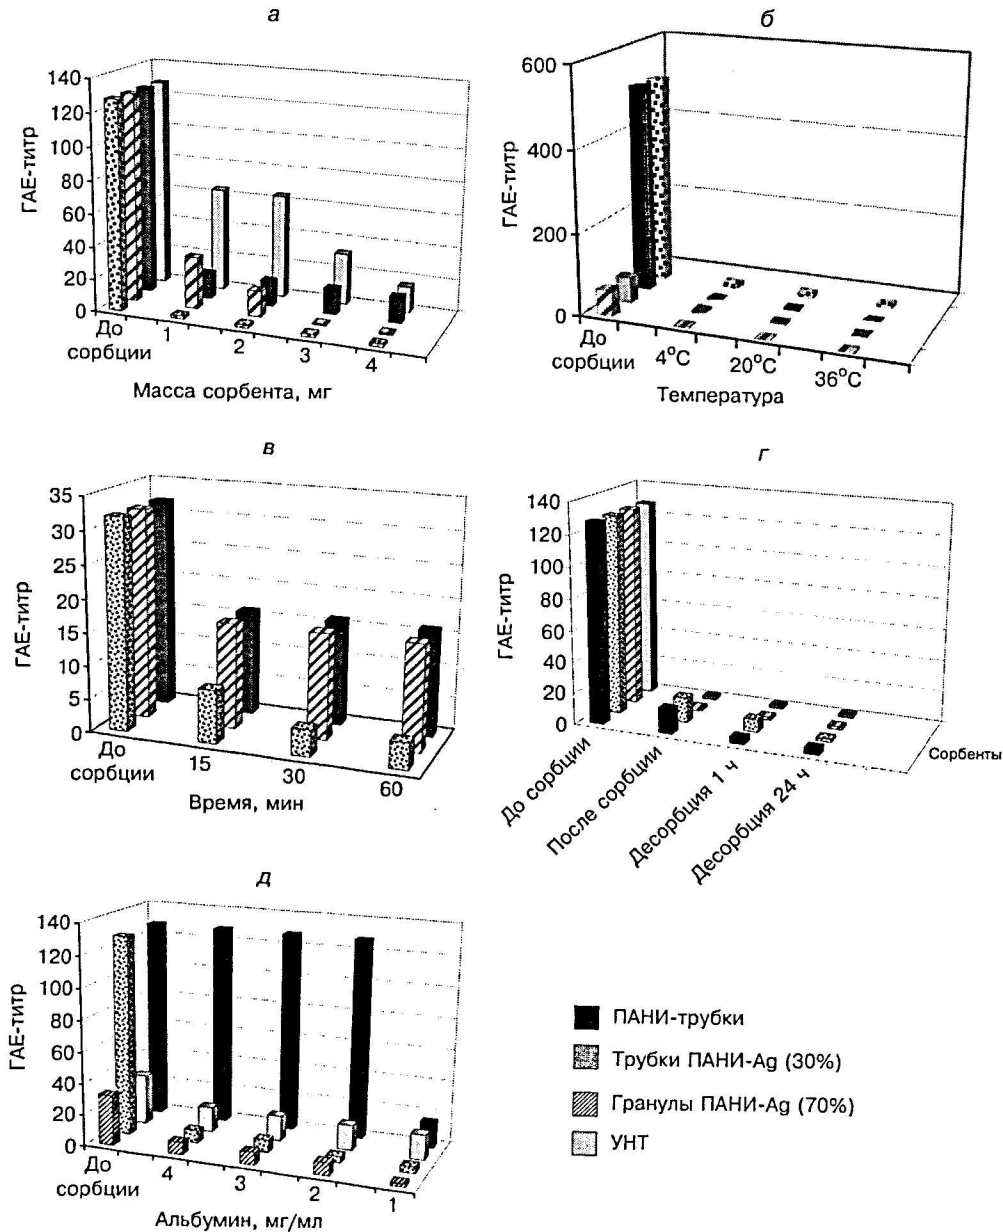 а
ГАЕ-титр
140
120
100
80
60
40
20
0
До
сорбции
1
2
3
4
Масса сорбента, мг
б
ГАЕ-титр
600
400
200
0
До
сорбции
4°C
20°C
36°C
Температура
в
ГАЕ-титр
35
30
25
20
15
10
5
0
До
сорбции
15
30
60
Время, мин
г
ГАЕ-титр
140
120
100
80
60
40
20
0
До сорбции
После сорбции
Десорбция 1 ч
Десорбция 24 ч
Сорбенты
д
ГАЕ-титр
140
120
100
80
60
40
20
0
До
сорбции
4
3
2
1
Альбумин, мг/мл
ПАНИ-трубки
Трубки ПАНИ-Ag (30%)
Гранулы ПАНИ-Ag (70%)
УНТ